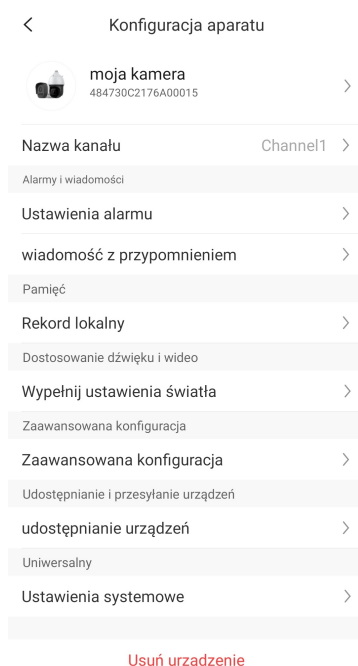 Konfiguracja aparatu
moja kamera
484730C2176A00015
Nazwa kanału Channel1
Alarmy i wiadomości
Ustawienia alarmu
wiadomość z przypomnieniem
Pamięć
Rekord lokalny
Dostosowanie dźwięku i wideo
Wypełnij ustawienia światła
Zaawansowana konfiguracja
Zaawansowana konfiguracja
Udostępnianie i przesyłanie urządzeń
udostępnianie urządzeń
Uniwersalny
Ustawienia systemowe
Usuń urządzenie